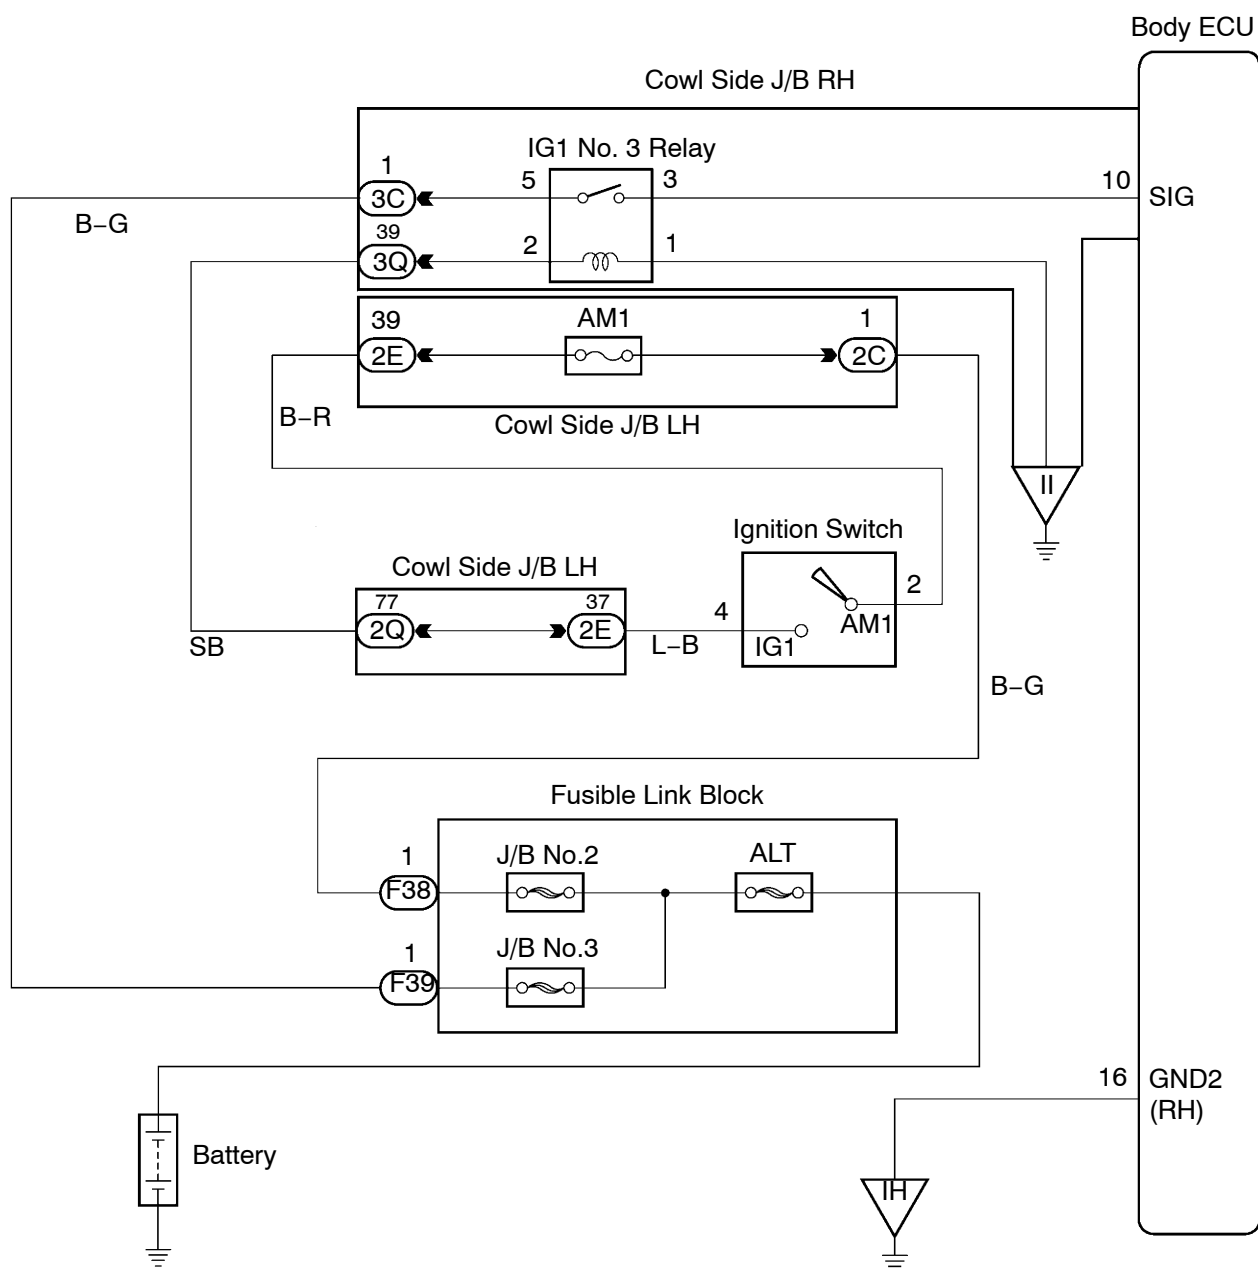 Body ECU
Cowl Side J/B RH
IG1 No. 3 Relay
1
3C
5
3
10
SIG
B–G
39
3Q
2
1
39
2E
AM1
1
2C
B–R
Cowl Side J/B LH
II
Ignition Switch
Cowl Side J/B LH
77
2Q
37
2E
4
2
AM1
IG1
SB
L–B
B–G
Fusible Link Block
1
F38
J/B No.2
ALT
1
F39
J/B No.3
16
GND2
(RH)
Battery
IH